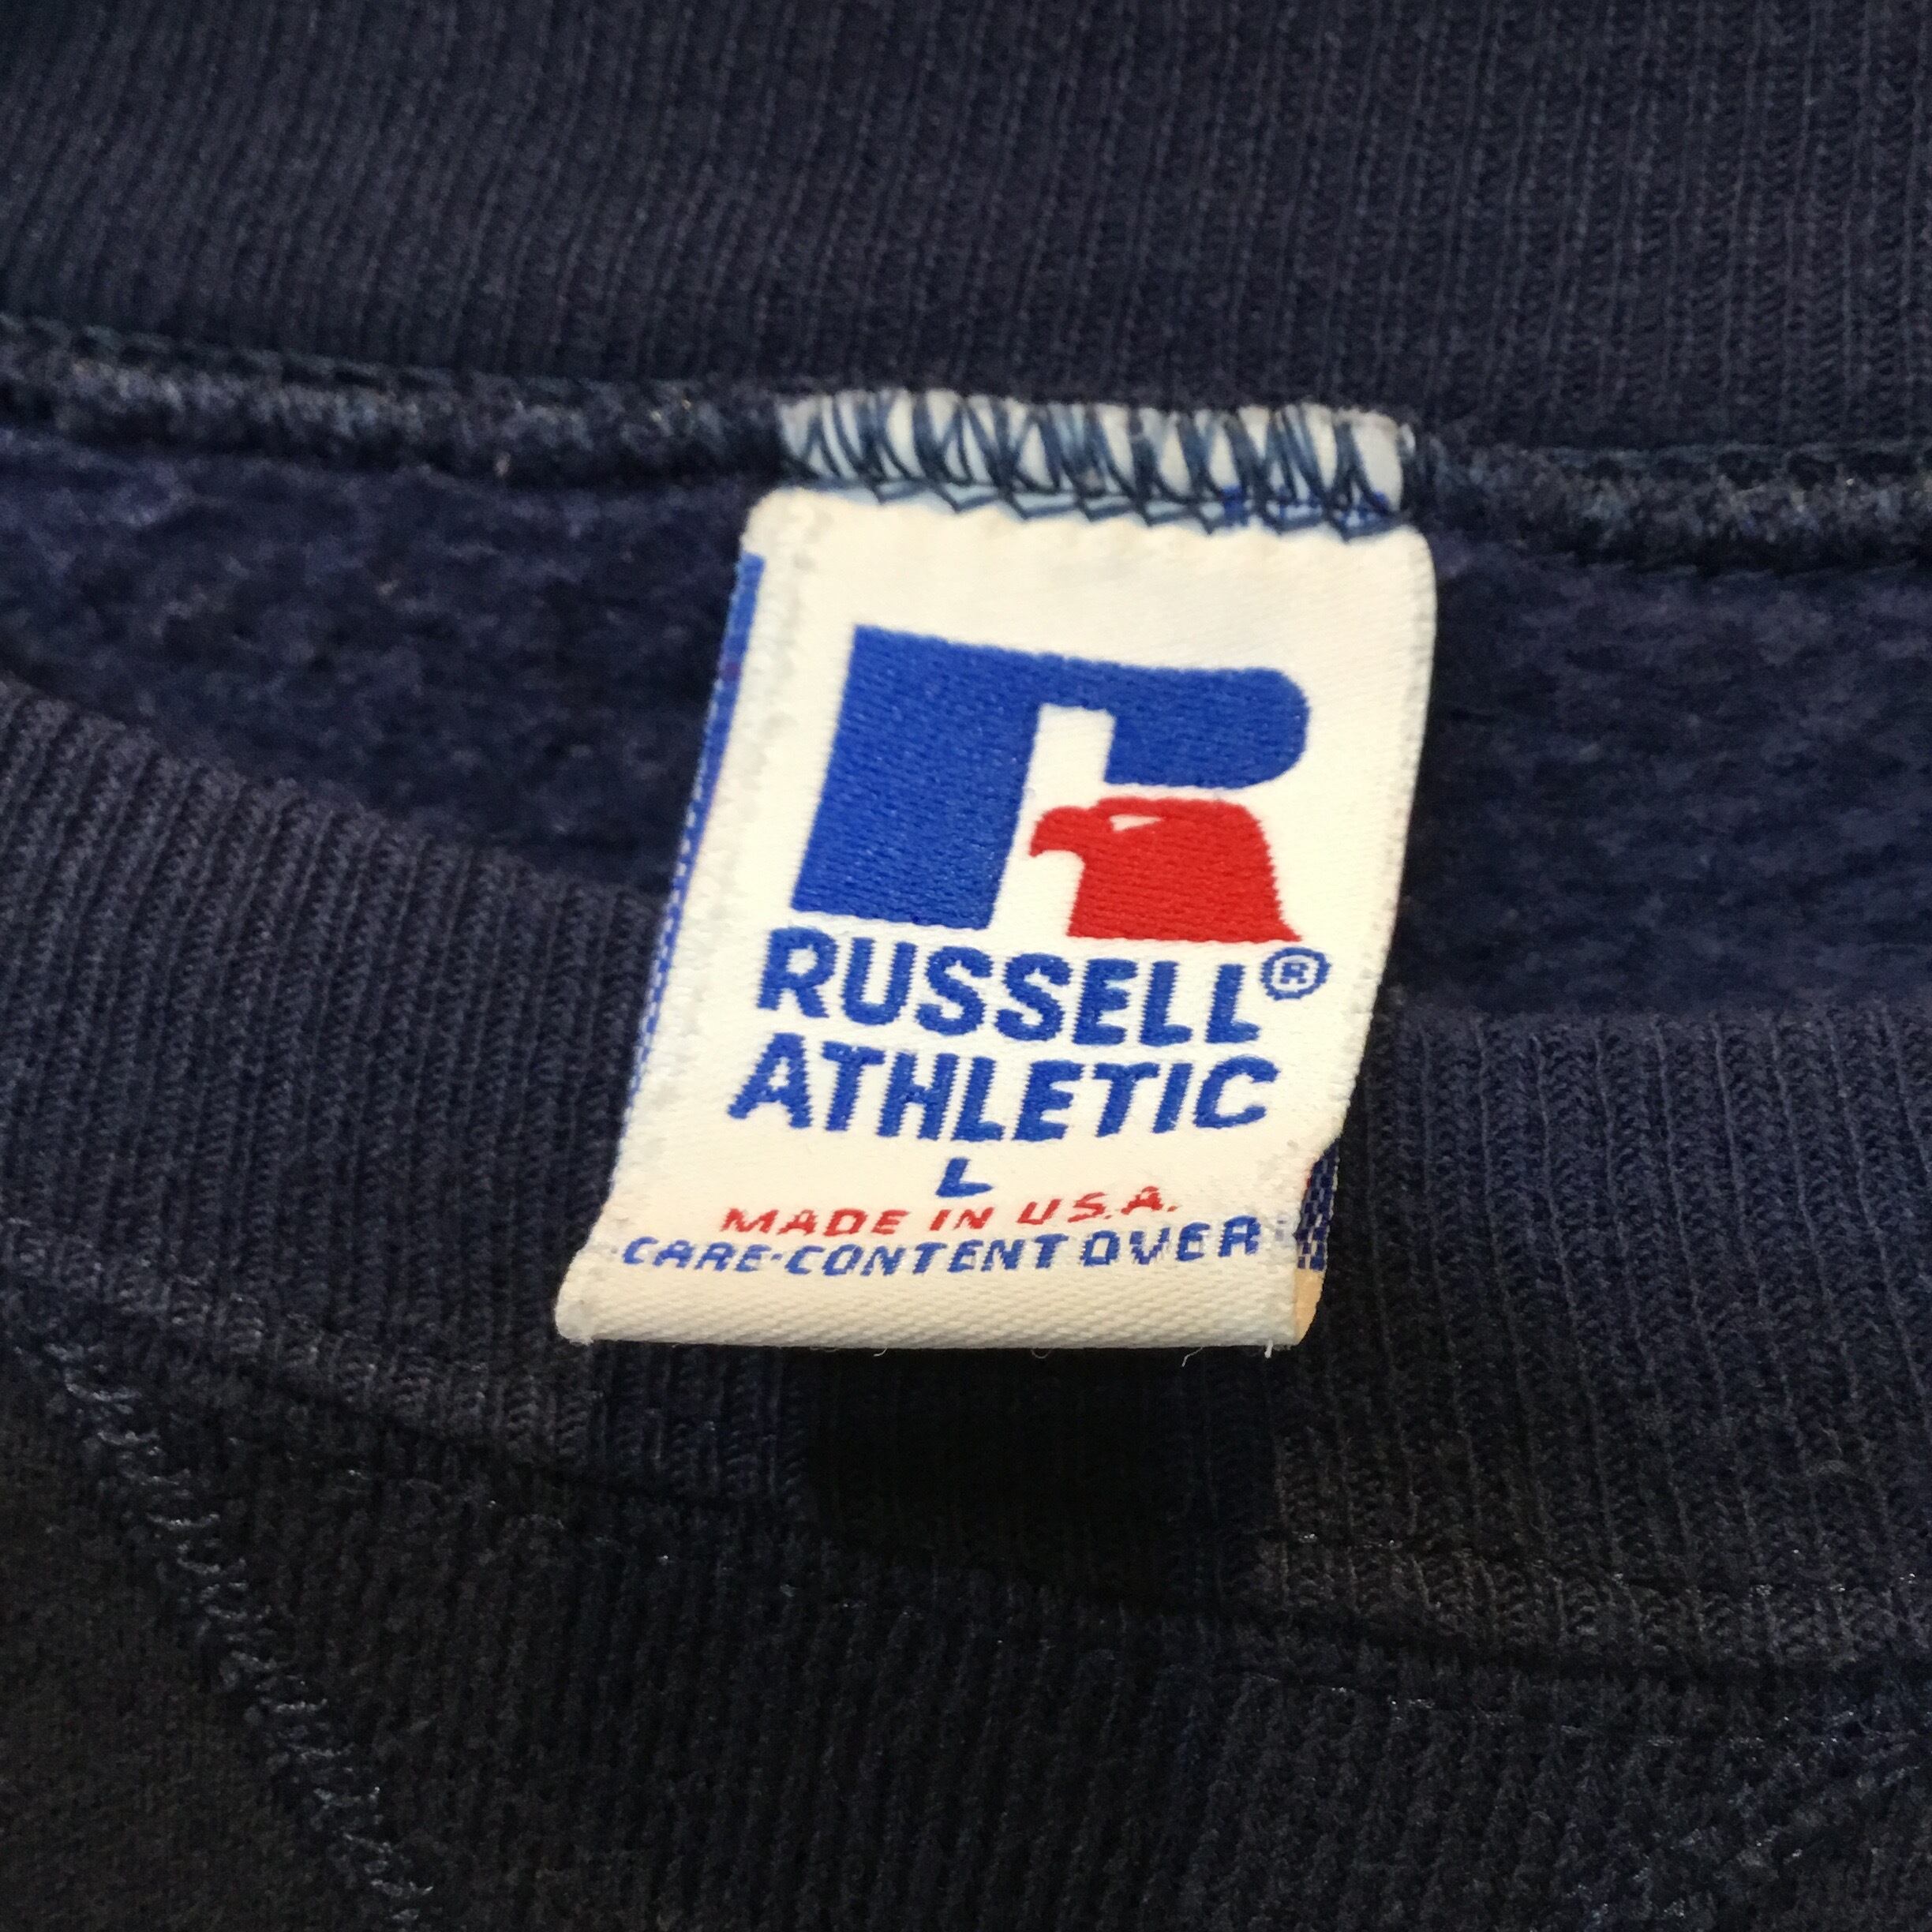 RUSSELL®
ATHLETIC
L
MADE IN U.S.A.
CARE-CONTENT OVER